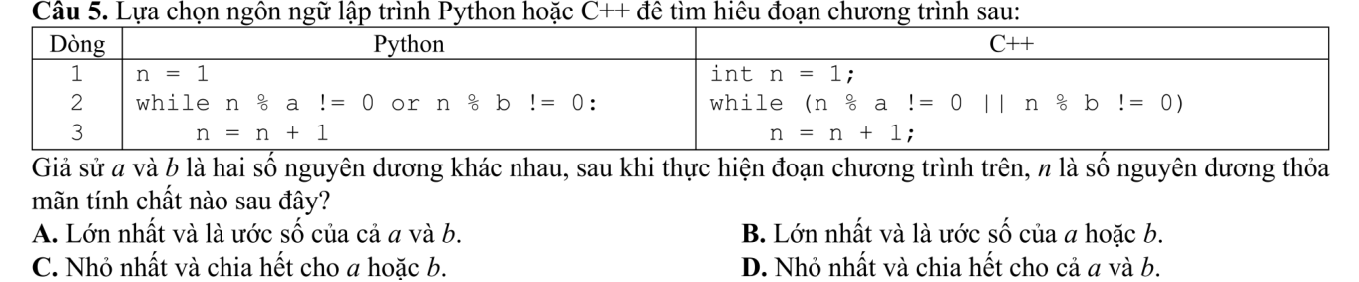 Câu 5. Lựa chọn ngôn ngữ lập trình Python hoặc C++ để tìm hiểu đoạn chương trình sau:
Dòng Python C++
1 n = 1 int n = 1;
2 while n % a != 0 or n % b != 0: while (n % a != 0 || n % b != 0)
3 n = n + 1 n = n + 1;
Giả sử a và b là hai số nguyên dương khác nhau, sau khi thực hiện đoạn chương trình trên, n là số nguyên dương thỏa
mãn tính chất nào sau đây?
A. Lớn nhất và là ước số của cả a và b. B. Lớn nhất và là ước số của a hoặc b.
C. Nhỏ nhất và chia hết cho a hoặc b. D. Nhỏ nhất và chia hết cho cả a và b.